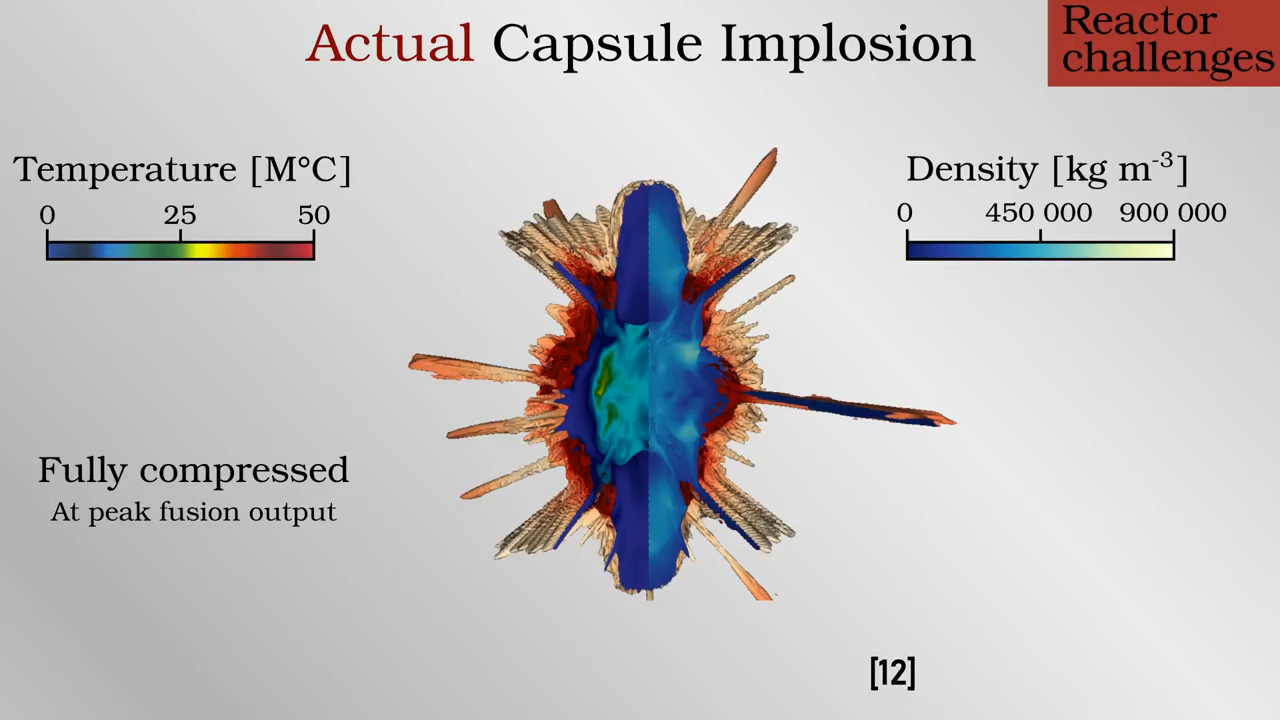 Actual Capsule Implosion
Reactor
challenges
Temperature [M°C]
0 25 50
Density [kg m-3]
0 450 000 900 000
Fully compressed
At peak fusion output
[12]